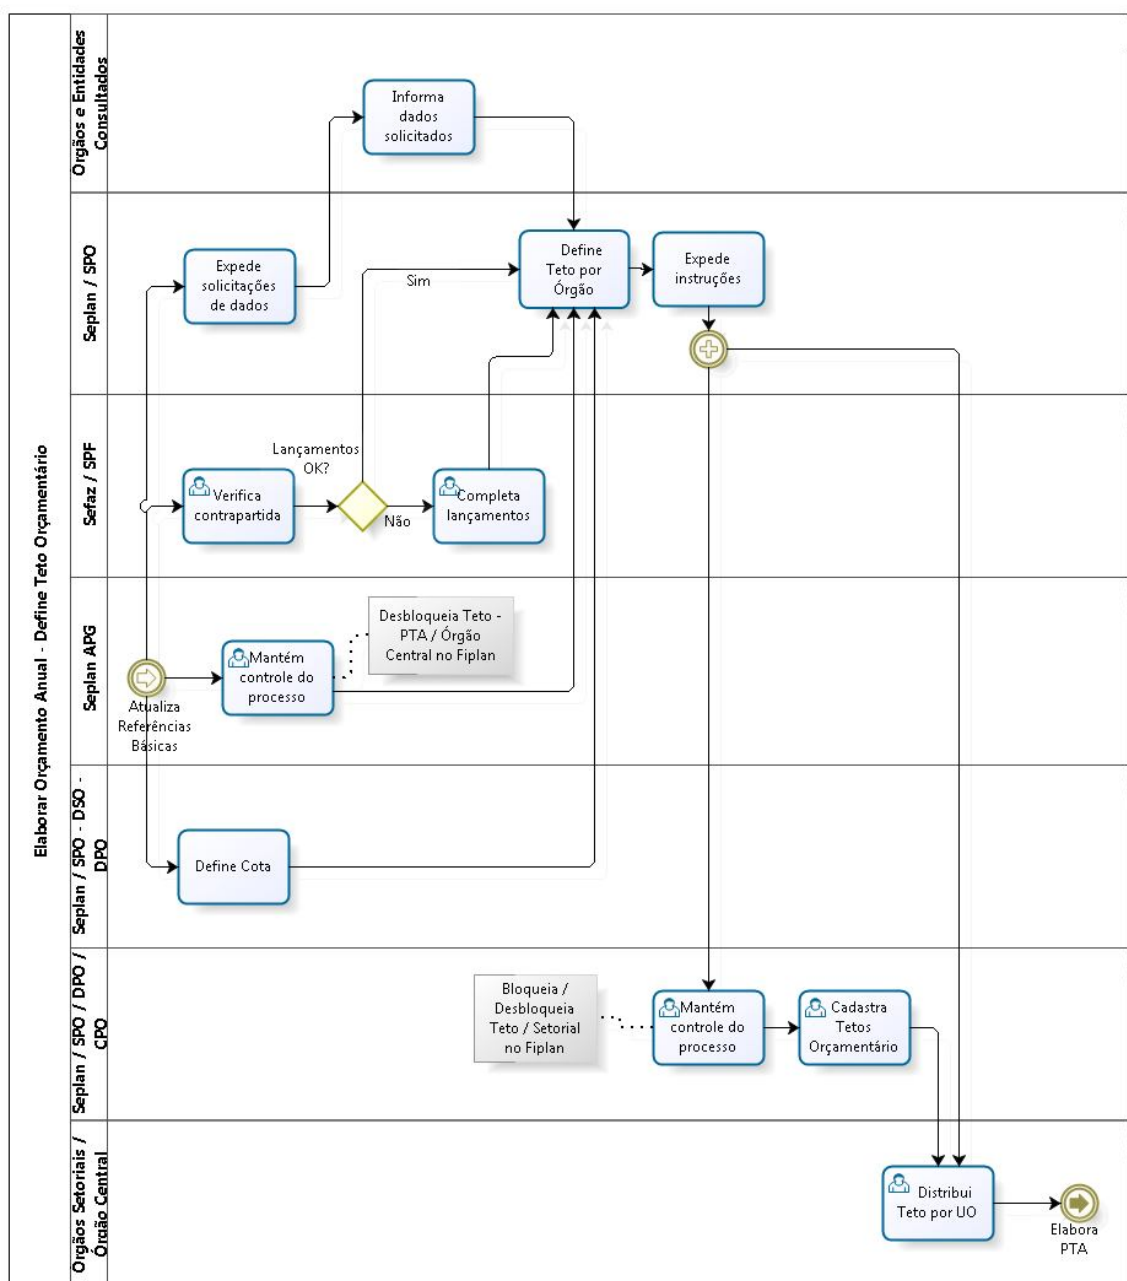 Elaborar Orçamento Anual - Define Teto Orçamentário
Orgãos e Entidades
Consultados
Informa
dados
solicitados
Seplan / SPO
Expede
solicitações
de dados
Sim
Define
Teto por
Órgão
Expede
instruções
Sefaz / SPF
Verifica
contrapartida
Lançamentos
OK?
Não
Completa
lançamentos
Seplan APG
Atualiza
Referências
Básicas
Mantém
controle do
processo
Desbloqueia Teto -
PTA / Órgão
Central no Fiplan
Seplan / SPO - DSO -
DPO
Define Cota
Seplan / SPO / DPO /
CPO
Bloqueia /
Desbloqueia
Teto / Setorial
no Fiplan
Mantém
controle do
processo
Cadastra
Tetos
Orçamentário
Orgãos Setoriais /
Órgão Central
Distribui
Teto por UO
Elabora
PTA